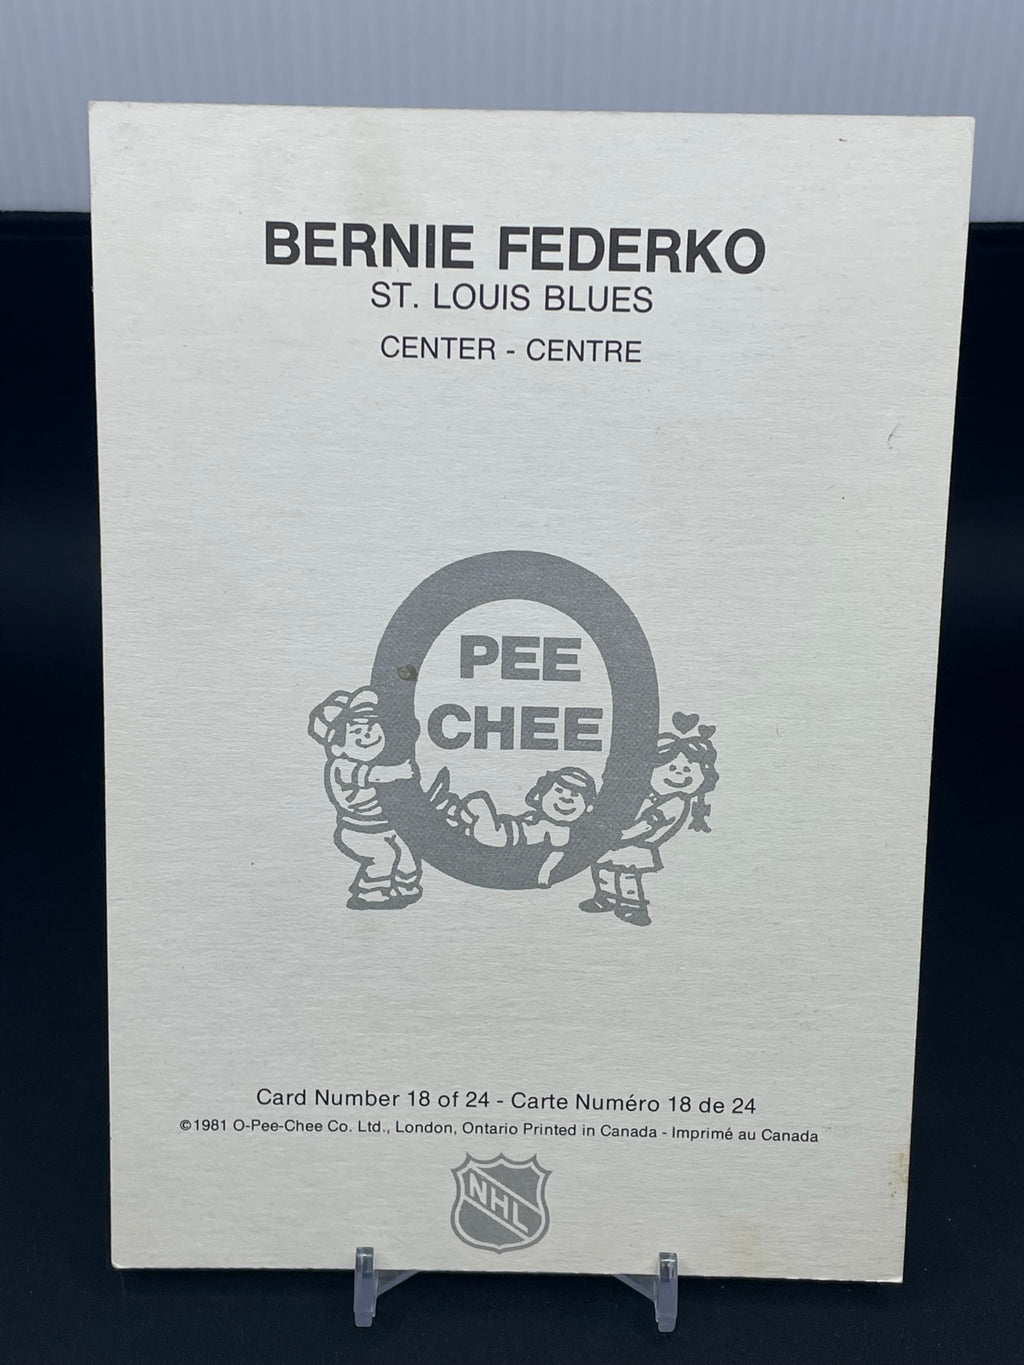 BERNIE FEDERKO
ST. LOUIS BLUES
CENTER - CENTRE
PEE
CHEE
Card Number 18 of 24 - Carte Numéro 18 de 24
©1981 O-Pee-Chee Co. Ltd., London, Ontario Printed in Canada - Imprimé au Canada
NHL